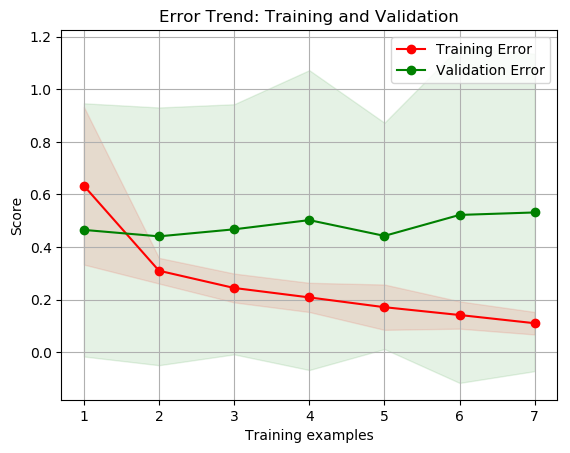 Error Trend: Training and Validation
Training Error
Validation Error
Score
1.2
1.0
0.8
0.6
0.4
0.2
0.0
1 2 3 4 5 6 7
Training examples